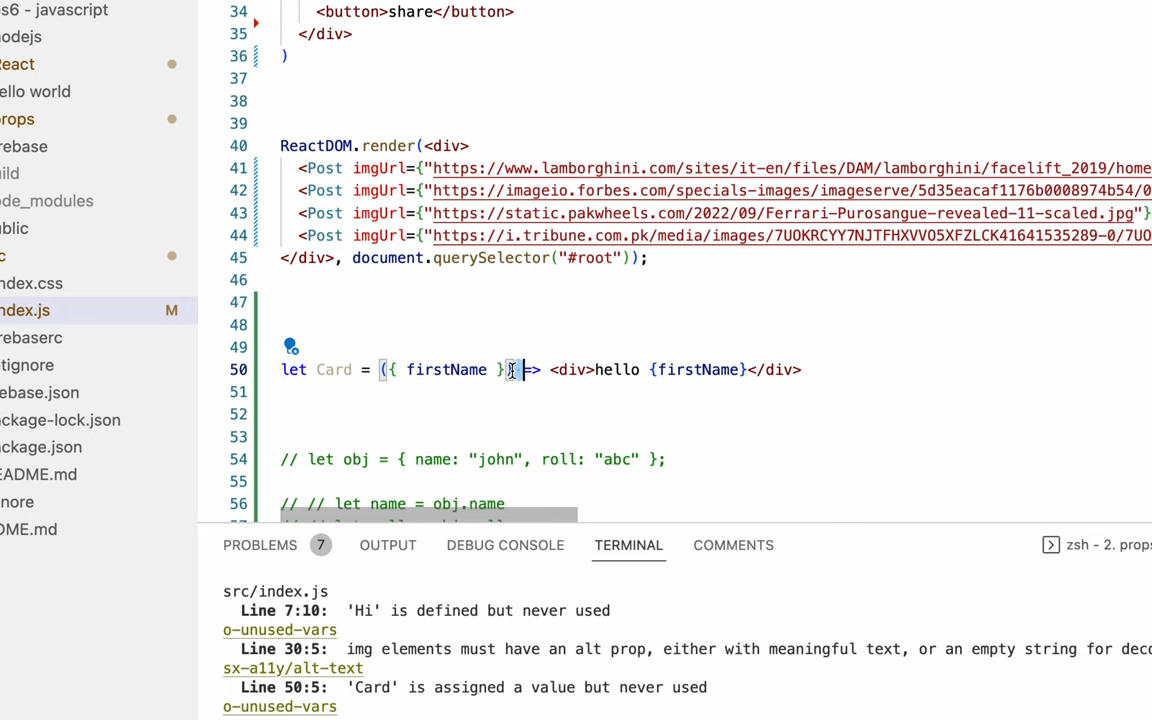 es6 - javascript
nodejs
React
ello world
props
rebase
uild
ode_modules
ublic
c
ndex.css
ndex.js M
rebaserc
itignore
ebase.json
ackage-lock.json
ackage.json
EADME.md
nore
DME.md
34 <button>share</button>
35 </div>
36 )
37
38
39
40 ReactDOM.render(<div>
41 <Post imgUrl={"https://www.lamborghini.com/sites/it-en/files/DAM/lamborghini/facelift_2019/home
42 <Post imgUrl={"https://imageio.forbes.com/specials-images/imageserve/5d35eacaf1176b0008974b54/0
43 <Post imgUrl={"https://static.pakwheels.com/2022/09/Ferrari-Purosangue-revealed-11-scaled.jpg"}
44 <Post imgUrl={"https://i.tribune.com.pk/media/images/7UOKRCYY7NJTFHXVVO5XFZLCK41641535289-0/7UO
45 </div>, document.querySelector("#root"));
46
47
48
49
50 let Card = ({ firstName }) => <div>hello {firstName}</div>
51
52
53
54 // let obj = { name: "john", roll: "abc" };
55
56 // // let name = obj.name
PROBLEMS 7 OUTPUT DEBUG CONSOLE TERMINAL COMMENTS zsh - 2. props
src/index.js
Line 7:10: 'Hi' is defined but never used
o-unused-vars
Line 30:5: img elements must have an alt prop, either with meaningful text, or an empty string for deco
sx-a11y/alt-text
Line 50:5: 'Card' is assigned a value but never used
o-unused-vars